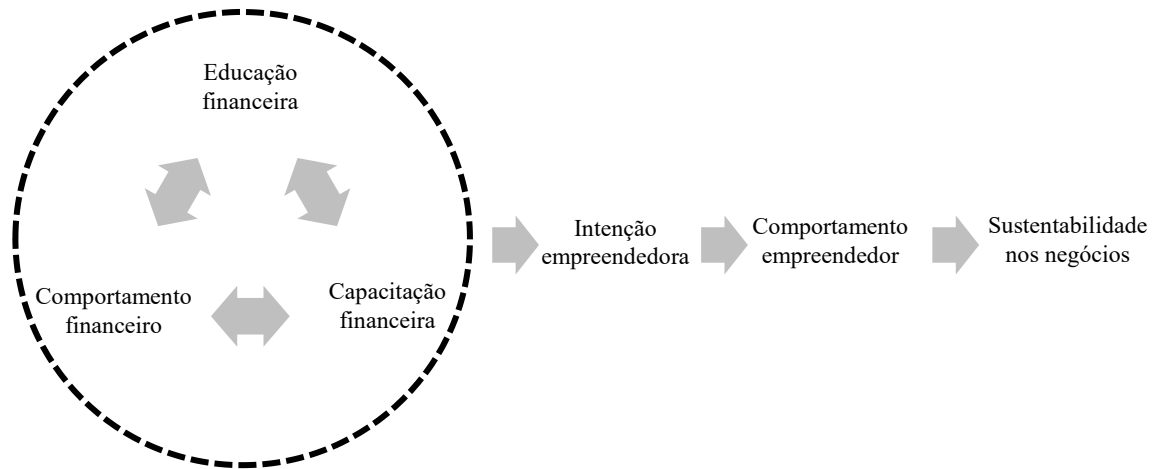 Educação
financeira
Comportamento
financeiro
Capacitação
financeira
Intenção
empreendedora
Comportamento
empreendedor
Sustentabilidade
nos negócios